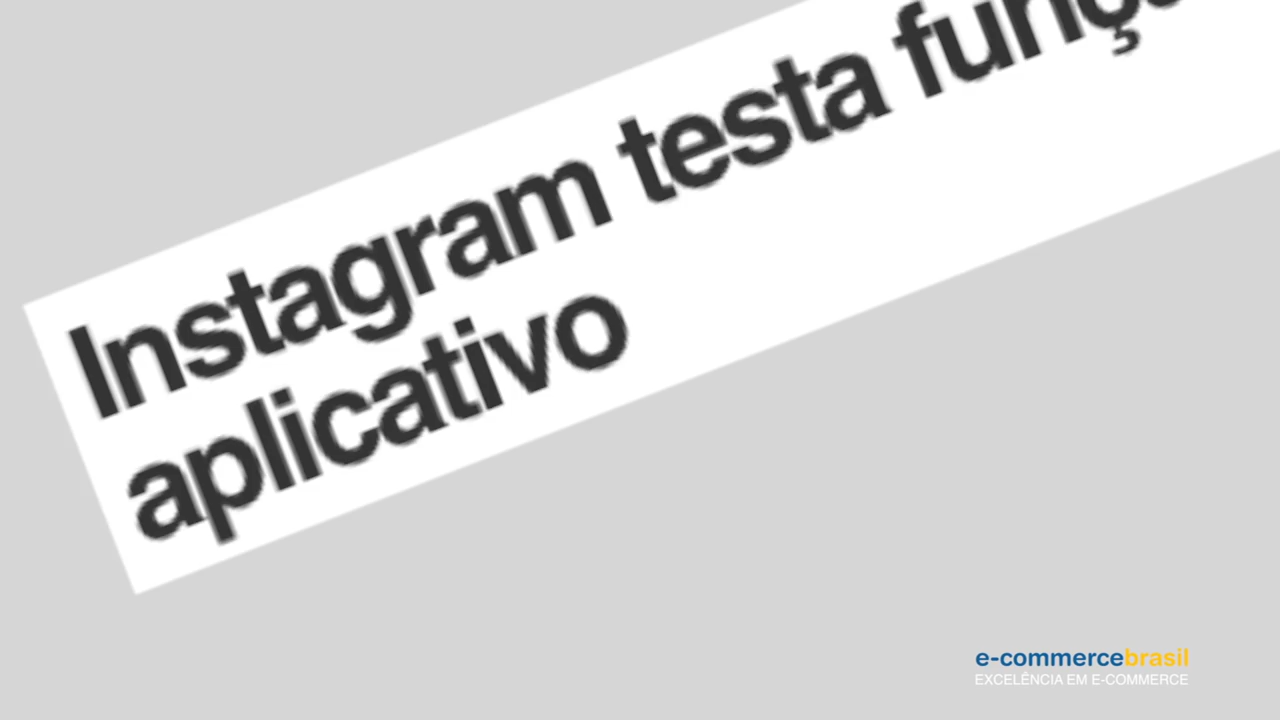 Instagram testa
aplicativo
e-commercebrasil
EXCELÊNCIA EM E-COMMERCE